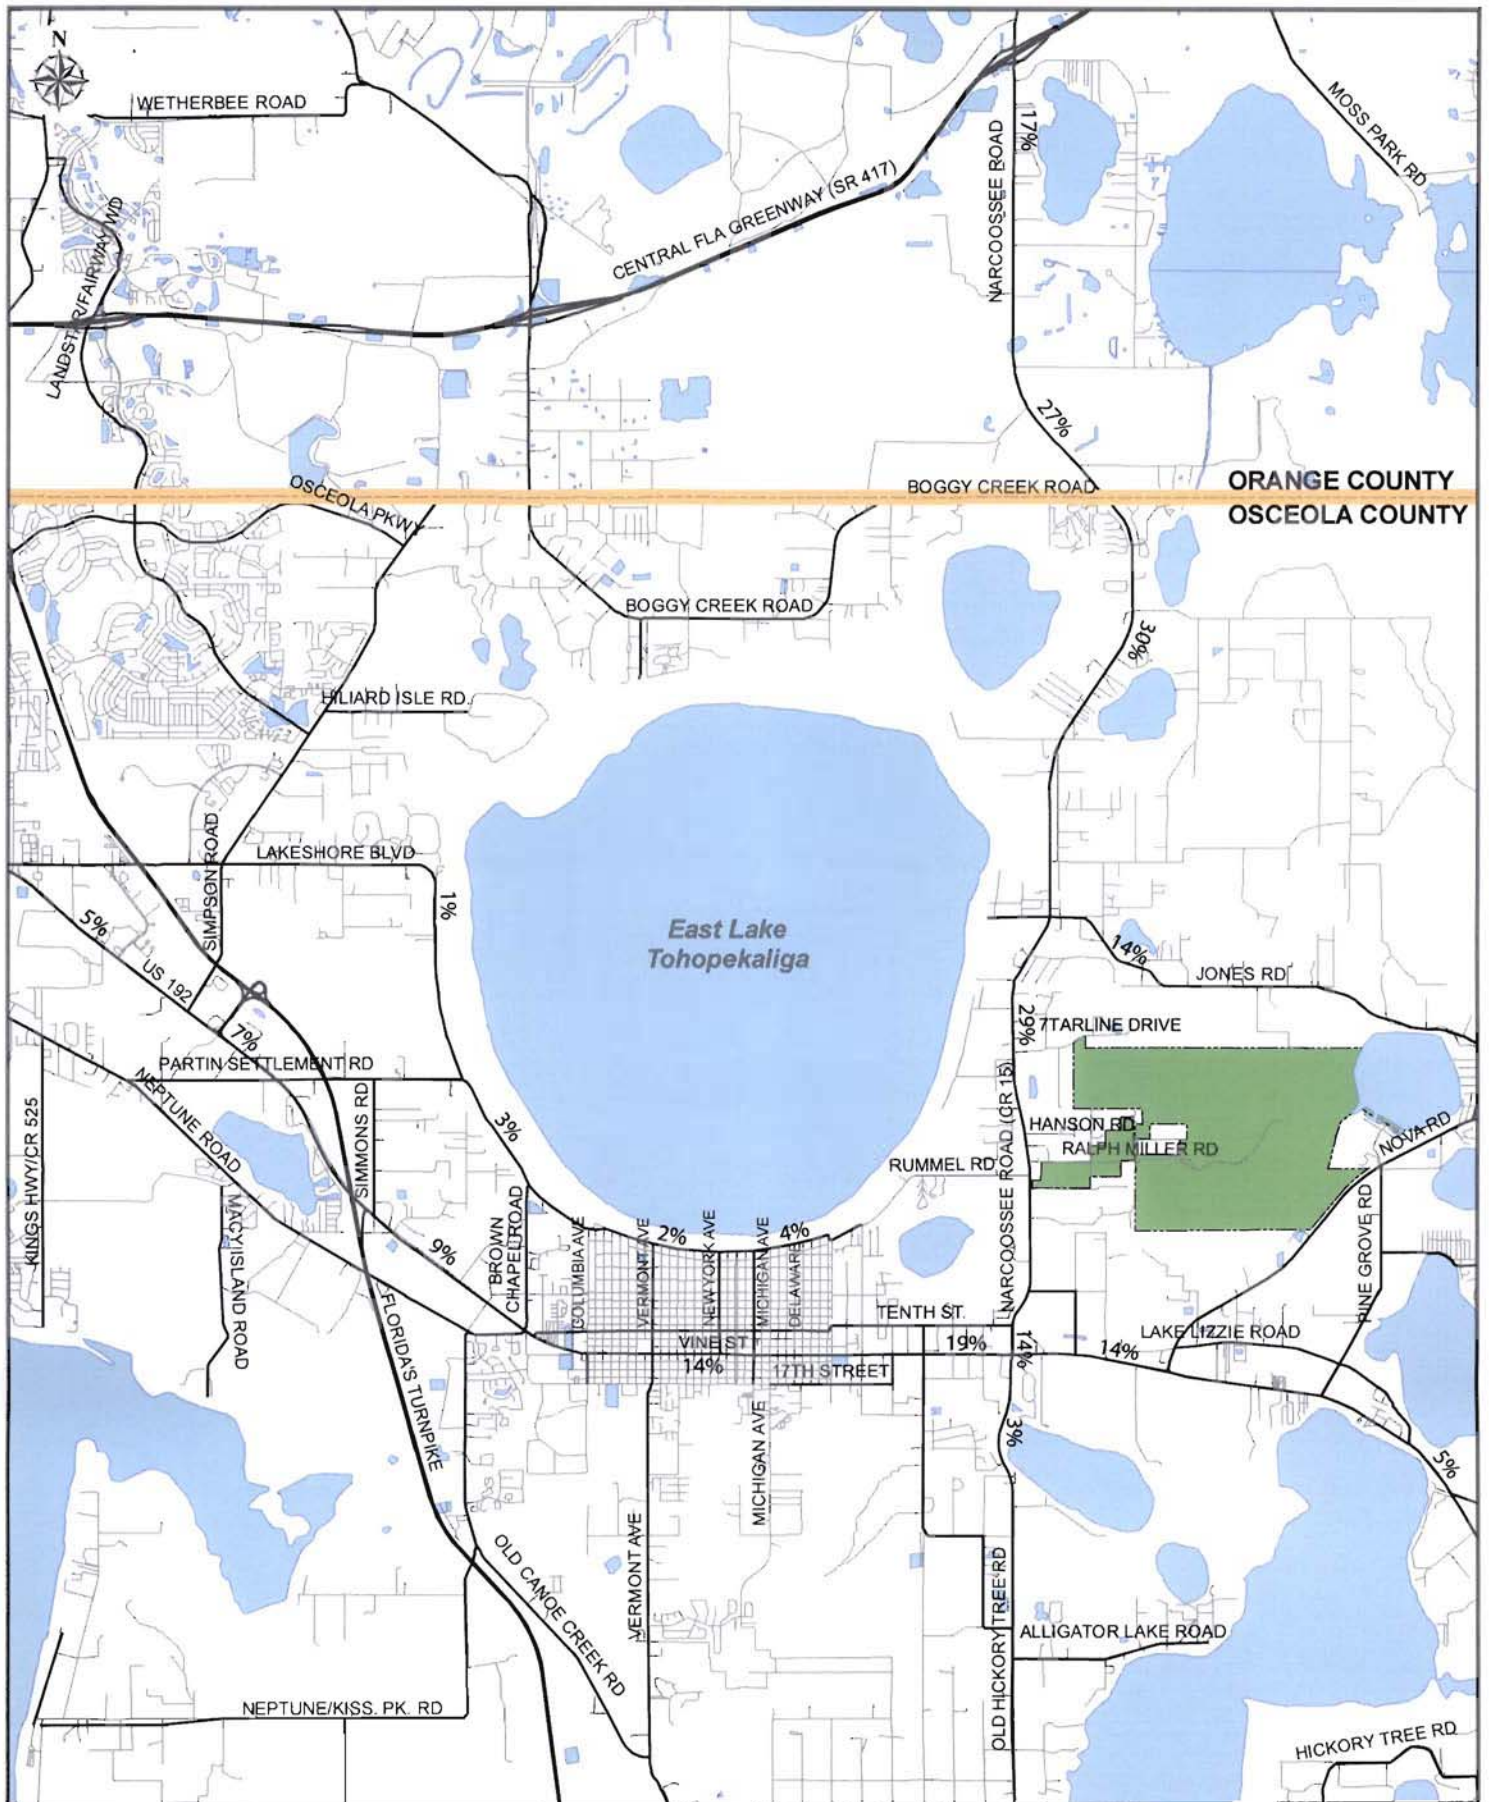 N
WETHERBEE ROAD
MOSS PARK RD
17%
NARCOOSSEE ROAD
CENTRAL FLA GREENWAY (SR 417)
LANDSTAR/FAIRWAY WD
27%
ORANGE COUNTY
BOGGY CREEK ROAD
OSCEOLA PKWY
OSCEOLA COUNTY
BOGGY CREEK ROAD
30%
HILIARD ISLE RD.
SIMPSON ROAD
LAKESHORE BLVD
1%
5%
East Lake
Tohopekaliga
14%
US 192
JONES RD
29%
7TARLINE DRIVE
7%
PARTIN SETTLEMENT RD
NEPTUNE ROAD
SIMMONS RD
KINGS HWY/CR 525
3%
NARCOOSSEE ROAD (CR 15)
HANSON RD
RALPH MILLER RD
NOVA RD
RUMMEL RD
MACY ISLAND ROAD
BROWN
CHAPEL ROAD
COLUMBIA AVE
VERMONT AVE
2%
NEW YORK AVE
MICHIGAN AVE
4%
DELAWARE
9%
PINE GROVE RD
FLORIDA'S TURNPIKE
TENTH ST.
VINE ST
19%
14%
14%
LAKE LIZZIE ROAD
14%
17TH STREET
3%
MICHIGAN AVE
5%
OLD CANOE CREEK RD
VERMONT AVE
OLD HICKORY TREE RD
ALLIGATOR LAKE ROAD
NEPTUNE/KISS. PK. RD
HICKORY TREE RD